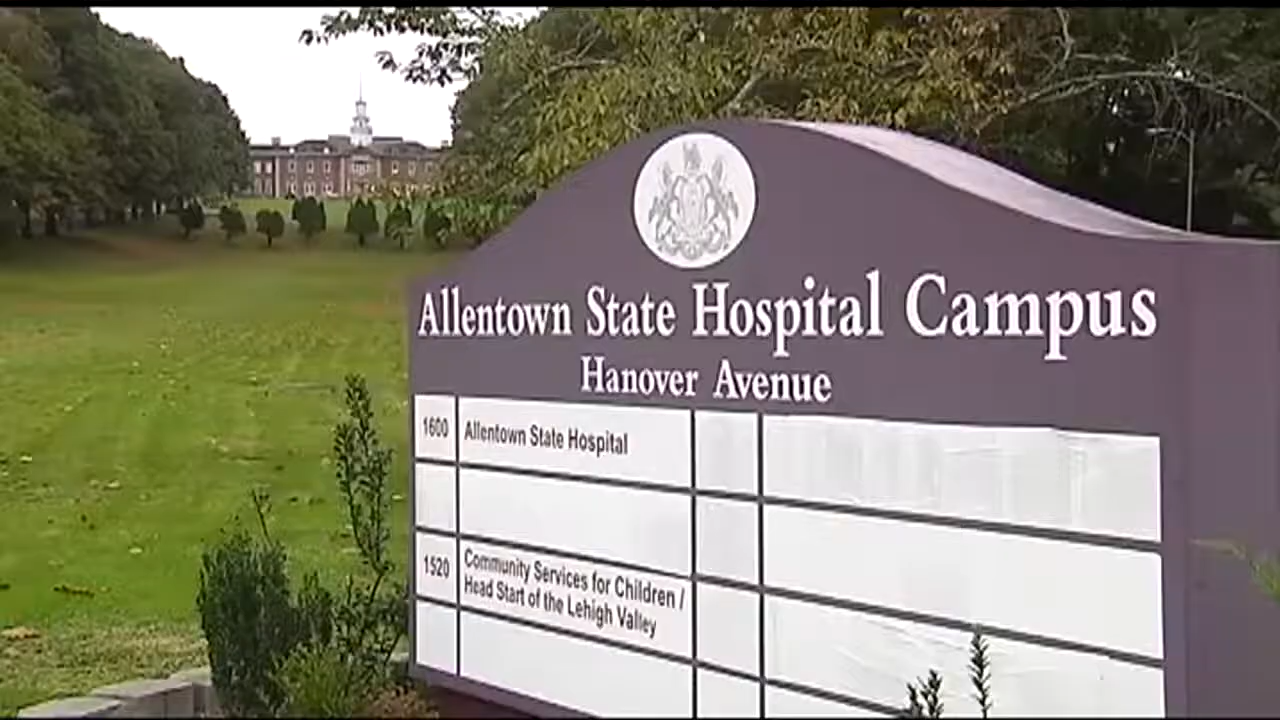 Allentown State Hospital Campus
Hanover Avenue
1600 Allentown State Hospital
1520 Community Services for Children /
Head Start of the Lehigh Valley